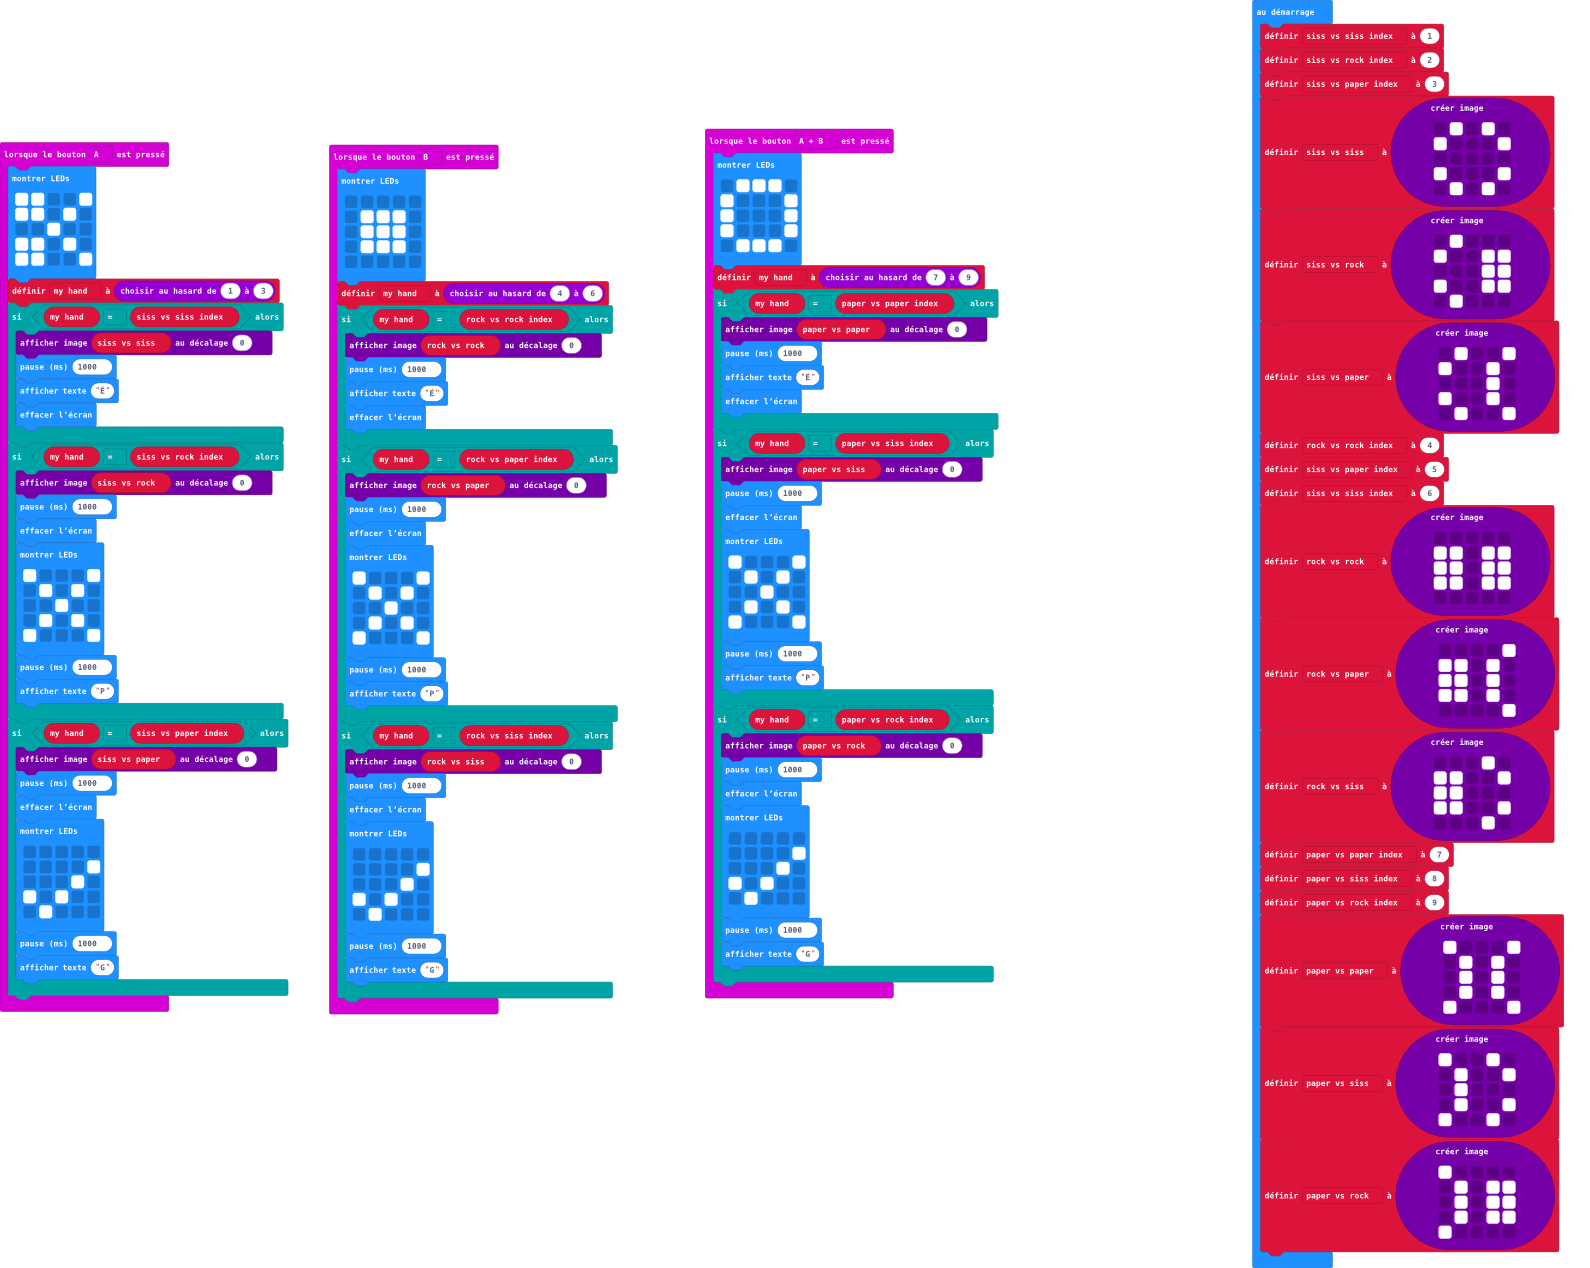 lorsque le bouton A est pressé
montrer LEDs
définir my hand à choisir au hasard de 1 à 3
si my hand = siss vs siss index alors
afficher image siss vs siss au décalage 0
pause (ms) 1000
afficher texte "É"
effacer l'écran
si my hand = siss vs rock index alors
afficher image siss vs rock au décalage 0
pause (ms) 1000
effacer l'écran
montrer LEDs
pause (ms) 1000
afficher texte "P"
si my hand = siss vs paper index alors
afficher image siss vs paper au décalage 0
pause (ms) 1000
effacer l'écran
montrer LEDs
pause (ms) 1000
afficher texte "G"
lorsque le bouton B est pressé
montrer LEDs
définir my hand à choisir au hasard de 4 à 6
si my hand = rock vs rock index alors
afficher image rock vs rock au décalage 0
pause (ms) 1000
afficher texte "É"
effacer l'écran
si my hand = rock vs paper index alors
afficher image rock vs paper au décalage 0
pause (ms) 1000
effacer l'écran
montrer LEDs
pause (ms) 1000
afficher texte "P"
si my hand = rock vs siss index alors
afficher image rock vs siss au décalage 0
pause (ms) 1000
effacer l'écran
montrer LEDs
pause (ms) 1000
afficher texte "G"
lorsque le bouton A + B est pressé
montrer LEDs
définir my hand à choisir au hasard de 7 à 9
si my hand = paper vs paper index alors
afficher image paper vs paper au décalage 0
pause (ms) 1000
afficher texte "É"
effacer l'écran
si my hand = paper vs siss index alors
afficher image paper vs siss au décalage 0
pause (ms) 1000
effacer l'écran
montrer LEDs
pause (ms) 1000
afficher texte "P"
si my hand = paper vs rock index alors
afficher image paper vs rock au décalage 0
pause (ms) 1000
effacer l'écran
montrer LEDs
pause (ms) 1000
afficher texte "G"
au démarrage
définir siss vs siss index à 1
définir siss vs rock index à 2
définir siss vs paper index à 3
créer image
définir siss vs siss à
créer image
définir siss vs rock à
créer image
définir siss vs paper à
définir rock vs rock index à 4
définir siss vs paper index à 5
définir siss vs siss index à 6
créer image
définir rock vs rock à
créer image
définir rock vs paper à
créer image
définir rock vs siss à
définir paper vs paper index à 7
définir paper vs siss index à 8
définir paper vs rock index à 9
créer image
définir paper vs paper à
créer image
définir paper vs siss à
créer image
définir paper vs rock à